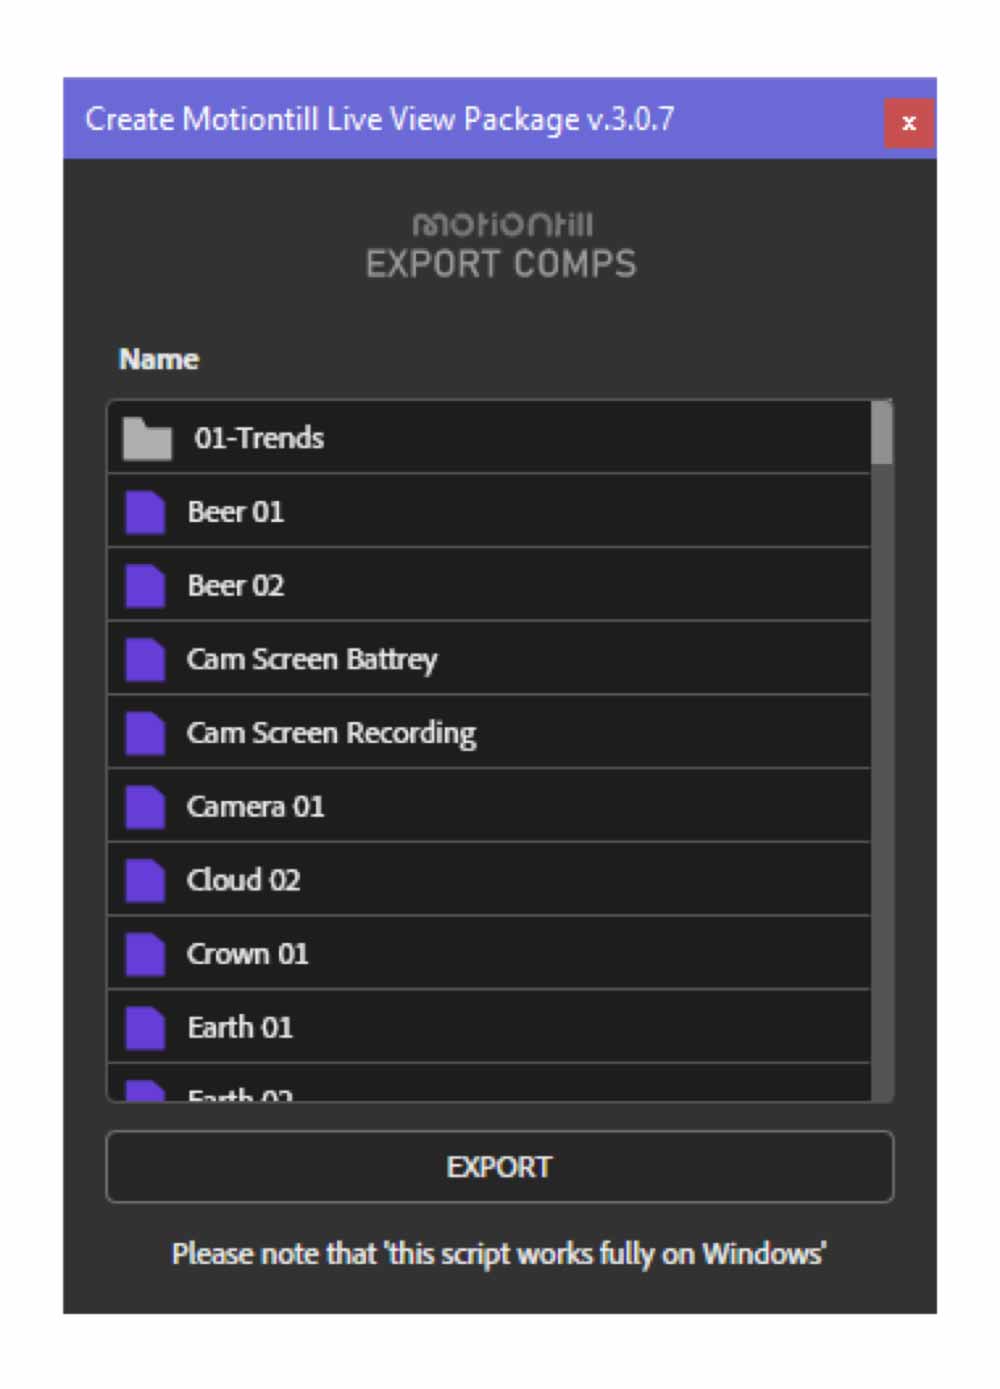 Create Motiontill Live View Package v.3.0.7
x
motiontill
EXPORT COMPS
Name
01-Trends
Beer 01
Beer 02
Cam Screen Battrey
Cam Screen Recording
Camera 01
Cloud 02
Crown 01
Earth 01
Earth 02
EXPORT
Please note that 'this script works fully on Windows'